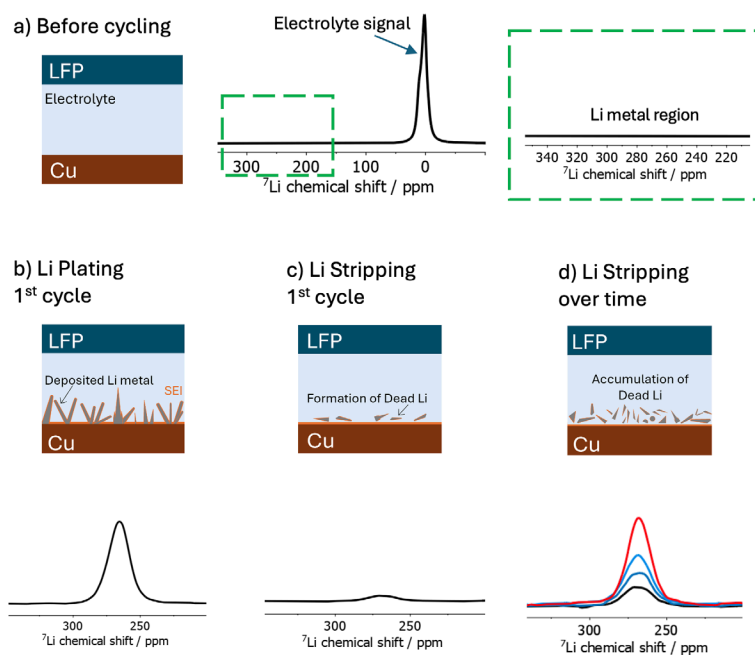 a) Before cycling
LFP
Electrolyte
Cu
Electrolyte signal
300 200 100 0
⁷Li chemical shift / ppm
Li metal region
340 320 300 280 260 240 220
⁷Li chemical shift / ppm
b) Li Plating
1ˢᵗ cycle
LFP
Deposited Li metal
SEI
Cu
300 250
⁷Li chemical shift / ppm
c) Li Stripping
1ˢᵗ cycle
LFP
Formation of Dead Li
Cu
300 250
⁷Li chemical shift / ppm
d) Li Stripping
over time
LFP
Accumulation of
Dead Li
Cu
300 250
⁷Li chemical shift / ppm